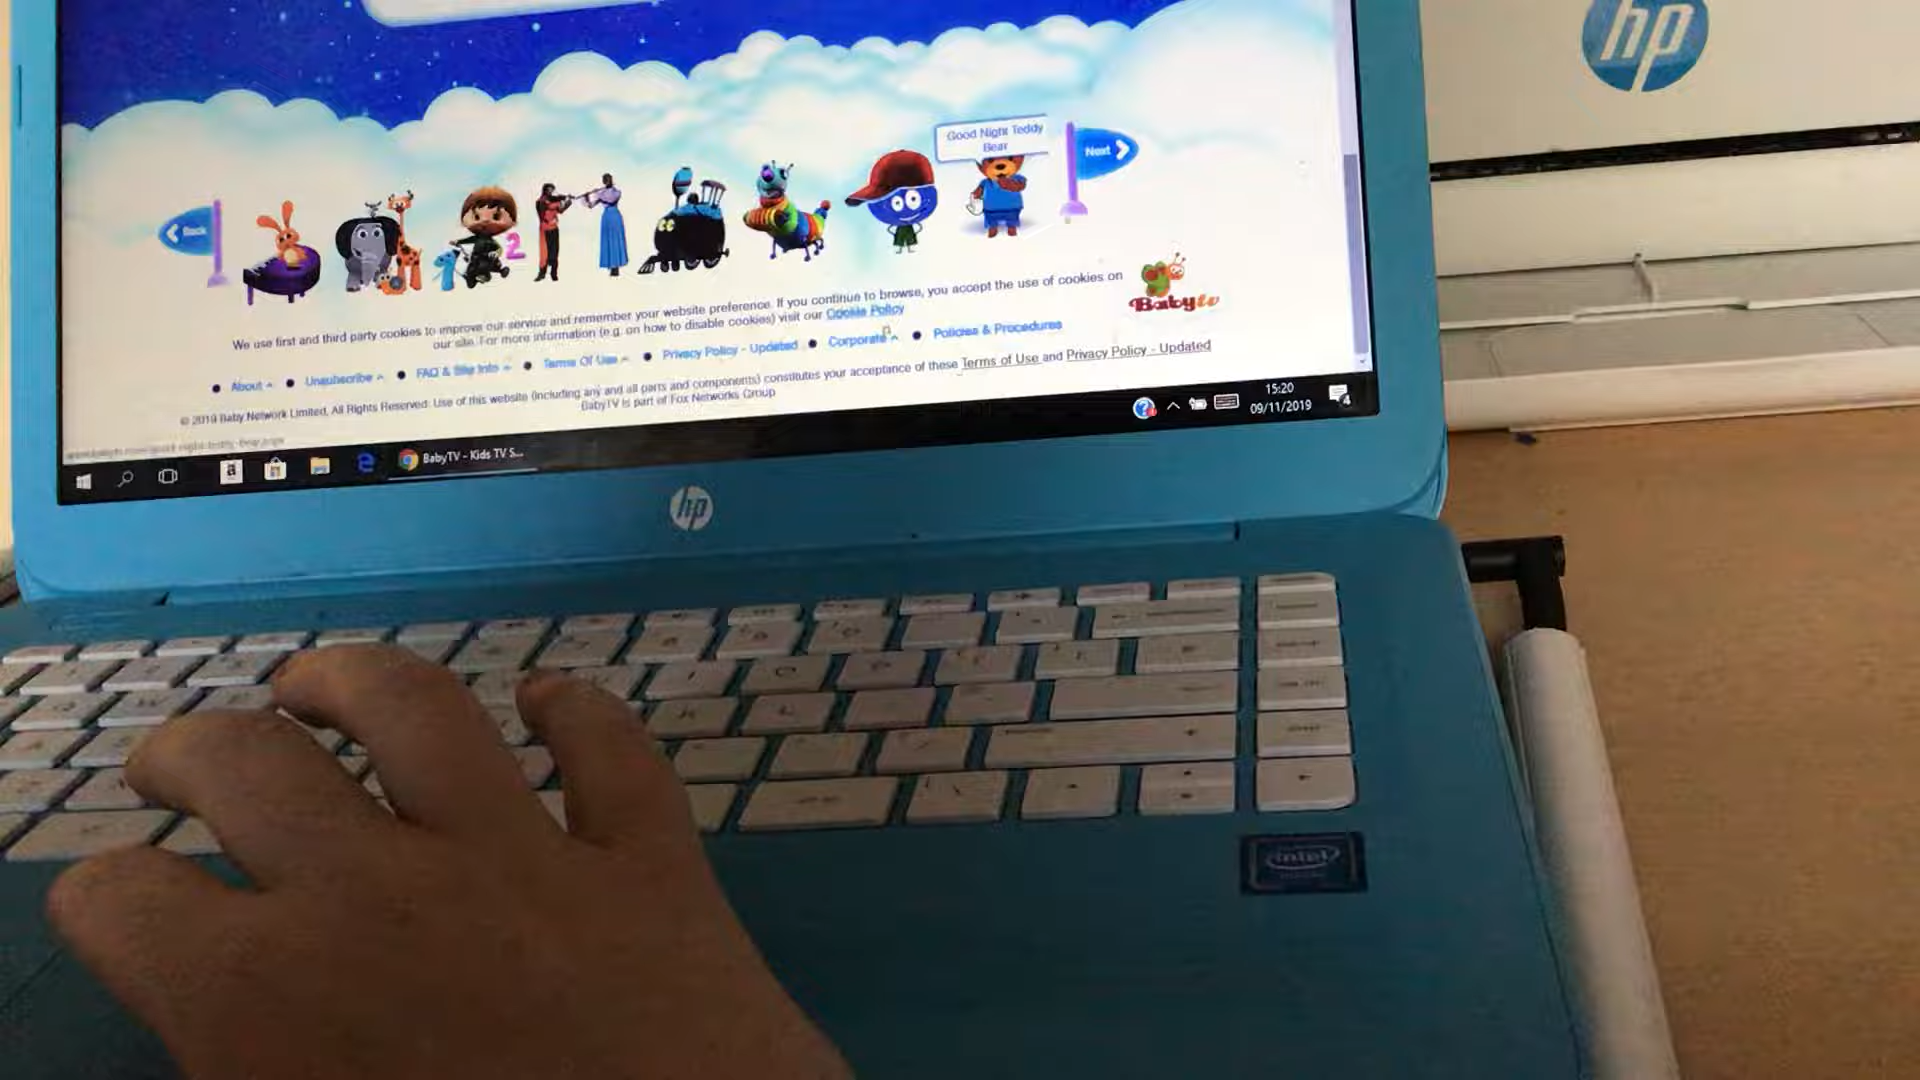 hp
Good Night Teddy
Bear
Next
Back
1
2
We use first and third party cookies to improve our service and remember your website preference. If you continue to browse, you accept the use of cookies on
our site. For more information (e.g. on how to disable cookies) visit our Cookie Policy
Babytv
About
Unsubscribe
FAQ & Site Info
Terms Of Use
Privacy Policy - Updated
Corporate
Policies & Procedures
© 2019 Baby Network Limited, All Rights Reserved. Use of this website (including any and all parts and components) constitutes your acceptance of these Terms of Use and Privacy Policy - Updated
BabyTV is part of Fox Networks Group
BabyTV - Kids TV S...
15:20
09/11/2019
4
hp
intel